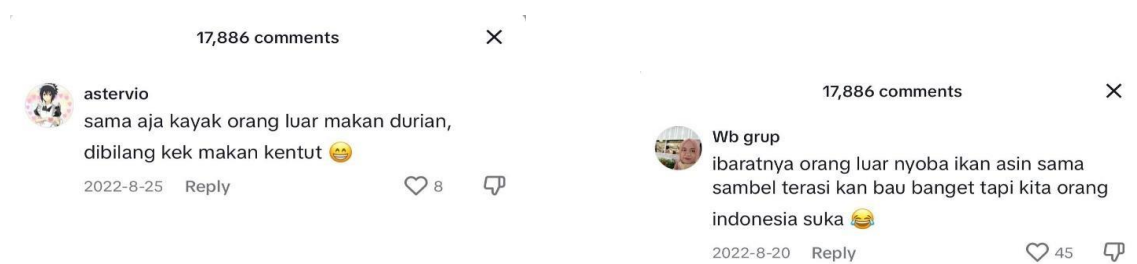 17,886 comments
astervio
sama aja kayak orang luar makan durian,
dibilang kek makan kentut 😁
2022-8-25 Reply 8
17,886 comments
Wb grup
ibaratnya orang luar nyoba ikan asin sama
sambel terasi kan bau banget tapi kita orang
indonesia suka 😂
2022-8-20 Reply 45